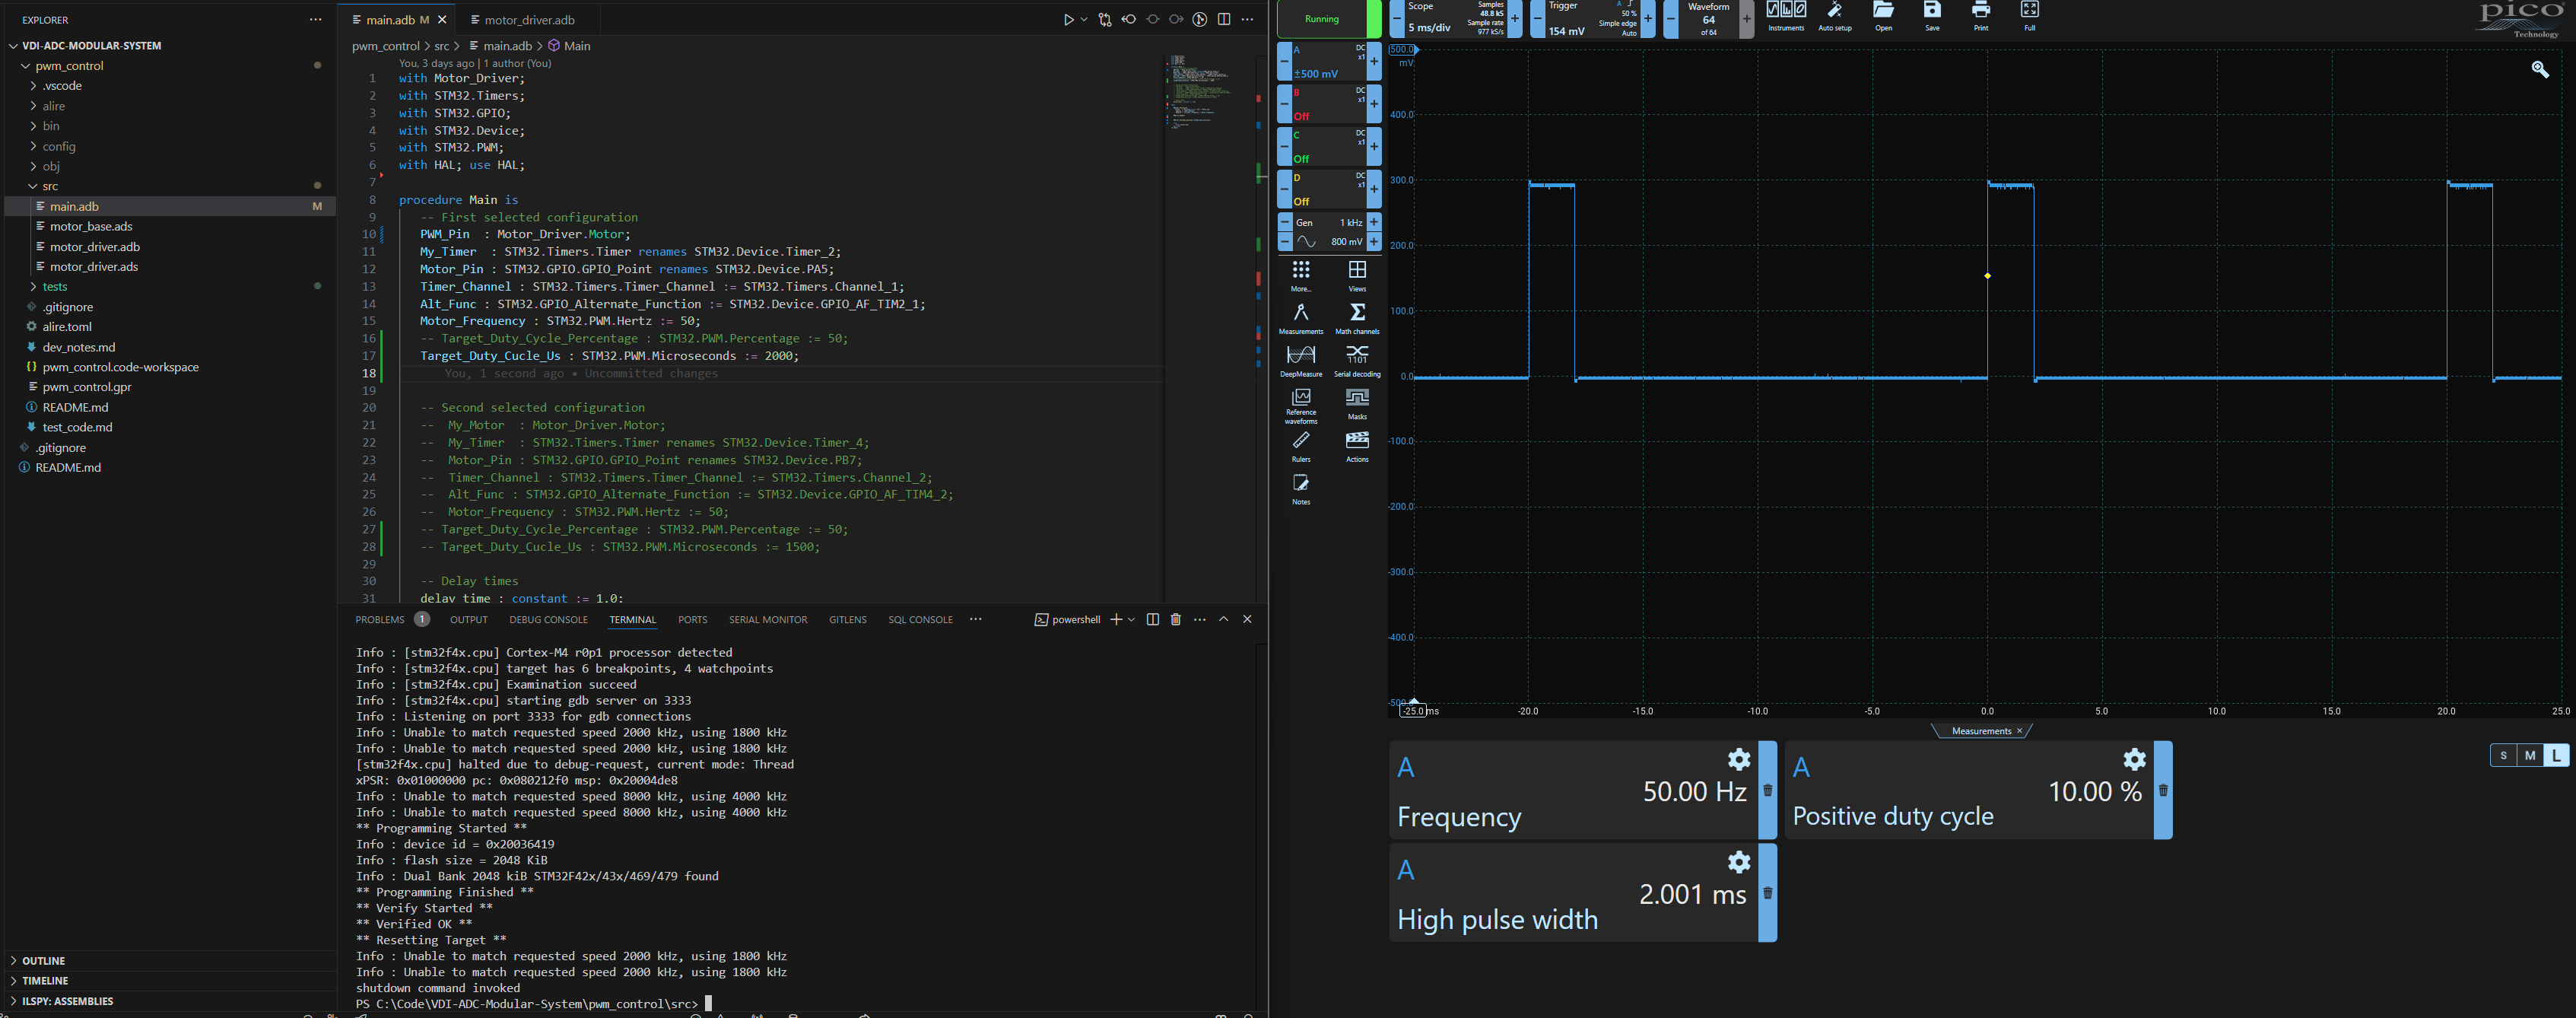 EXPLORER
VDI-ADC-MODULAR-SYSTEM
pwm_control
.vscode
alire
bin
config
obj
src
main.adb M
motor_base.ads
motor_driver.adb
motor_driver.ads
tests
.gitignore
alire.toml
dev_notes.md
pwm_control.code-workspace
pwm_control.gpr
README.md
test_code.md
.gitignore
README.md
OUTLINE
TIMELINE
ILSPY: ASSEMBLIES
main.adb M
motor_driver.adb
pwm_control > src > main.adb > Main
You, 3 days ago | 1 author (You)
1 with Motor_Driver;
2 with STM32.Timers;
3 with STM32.GPIO;
4 with STM32.Device;
5 with STM32.PWM;
6 with HAL; use HAL;
7
8 procedure Main is
9 -- First selected configuration
10 PWM_Pin : Motor_Driver.Motor;
11 My_Timer : STM32.Timers.Timer renames STM32.Device.Timer_2;
12 Motor_Pin : STM32.GPIO.GPIO_Point renames STM32.Device.PA5;
13 Timer_Channel : STM32.Timers.Timer_Channel := STM32.Timers.Channel_1;
14 Alt_Func : STM32.GPIO_Alternate_Function := STM32.Device.GPIO_AF_TIM2_1;
15 Motor_Frequency : STM32.PWM.Hertz := 50;
16 -- Target_Duty_Cycle_Percentage : STM32.PWM.Percentage := 50;
17 Target_Duty_Cucle_Us : STM32.PWM.Microseconds := 2000;
18 You, 1 second ago • Uncommitted changes
19
20 -- Second selected configuration
21 -- My_Motor : Motor_Driver.Motor;
22 -- My_Timer : STM32.Timers.Timer renames STM32.Device.Timer_4;
23 -- Motor_Pin : STM32.GPIO.GPIO_Point renames STM32.Device.PB7;
24 -- Timer_Channel : STM32.Timers.Timer_Channel := STM32.Timers.Channel_2;
25 -- Alt_Func : STM32.GPIO_Alternate_Function := STM32.Device.GPIO_AF_TIM4_2;
26 -- Motor_Frequency : STM32.PWM.Hertz := 50;
27 -- Target_Duty_Cycle_Percentage : STM32.PWM.Percentage := 50;
28 -- Target_Duty_Cucle_Us : STM32.PWM.Microseconds := 1500;
29
30 -- Delay times
31 delay_time : constant := 1.0;
PROBLEMS 1 OUTPUT DEBUG CONSOLE TERMINAL PORTS SERIAL MONITOR GITLENS SQL CONSOLE powershell
Info : [stm32f4x.cpu] Cortex-M4 r0p1 processor detected
Info : [stm32f4x.cpu] target has 6 breakpoints, 4 watchpoints
Info : [stm32f4x.cpu] Examination succeed
Info : [stm32f4x.cpu] starting gdb server on 3333
Info : Listening on port 3333 for gdb connections
Info : Unable to match requested speed 2000 kHz, using 1800 kHz
Info : Unable to match requested speed 2000 kHz, using 1800 kHz
[stm32f4x.cpu] halted due to debug-request, current mode: Thread
xPSR: 0x01000000 pc: 0x080212f0 msp: 0x20004de8
Info : Unable to match requested speed 8000 kHz, using 4000 kHz
Info : Unable to match requested speed 8000 kHz, using 4000 kHz
** Programming Started **
Info : device id = 0x20036419
Info : flash size = 2048 KiB
Info : Dual Bank 2048 kiB STM32F42x/43x/469/479 found
** Programming Finished **
** Verify Started **
** Verified OK **
** Resetting Target **
Info : Unable to match requested speed 2000 kHz, using 1800 kHz
Info : Unable to match requested speed 2000 kHz, using 1800 kHz
shutdown command invoked
PS C:\Code\VDI-ADC-Modular-System\pwm_control\src>
Running
Scope
5 ms/div
Samples
48.8 kS
Sample rate
977 kS/s
Trigger
154 mV
A
50 %
Simple edge
Auto
Waveform
64
of 64
Instruments
Auto setup
Open
Save
Print
Full
pico
Technology
A DC
x1
±500 mV
B DC
x1
Off
C DC
x1
Off
D DC
x1
Off
Gen 1 kHz
800 mV
More...
Views
Measurements
Math channels
DeepMeasure
1101
Serial decoding
Reference waveforms
Masks
Rulers
Actions
Notes
500.0
mV
400.0
300.0
200.0
100.0
0.0
-100.0
-200.0
-300.0
-400.0
-500.0
-25.0 ms -20.0 -15.0 -10.0 -5.0 0.0 5.0 10.0 15.0 20.0 25.0
Measurements
S M L
A
50.00 Hz
Frequency
A
10.00 %
Positive duty cycle
A
2.001 ms
High pulse width